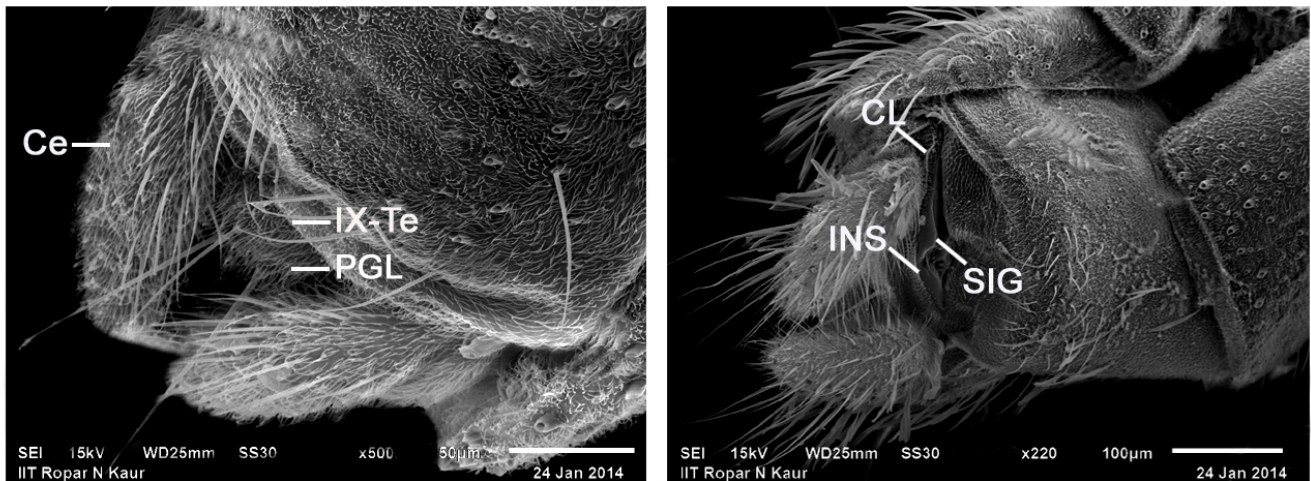 Ce
IX-Te
PGL
SEI 15kV WD25mm SS30 x500 50µm
IIT Ropar N Kaur 24 Jan 2014
CL
INS
SIG
SEI 15kV WD25mm SS30 x220 100µm
IIT Ropar N Kaur 24 Jan 2014